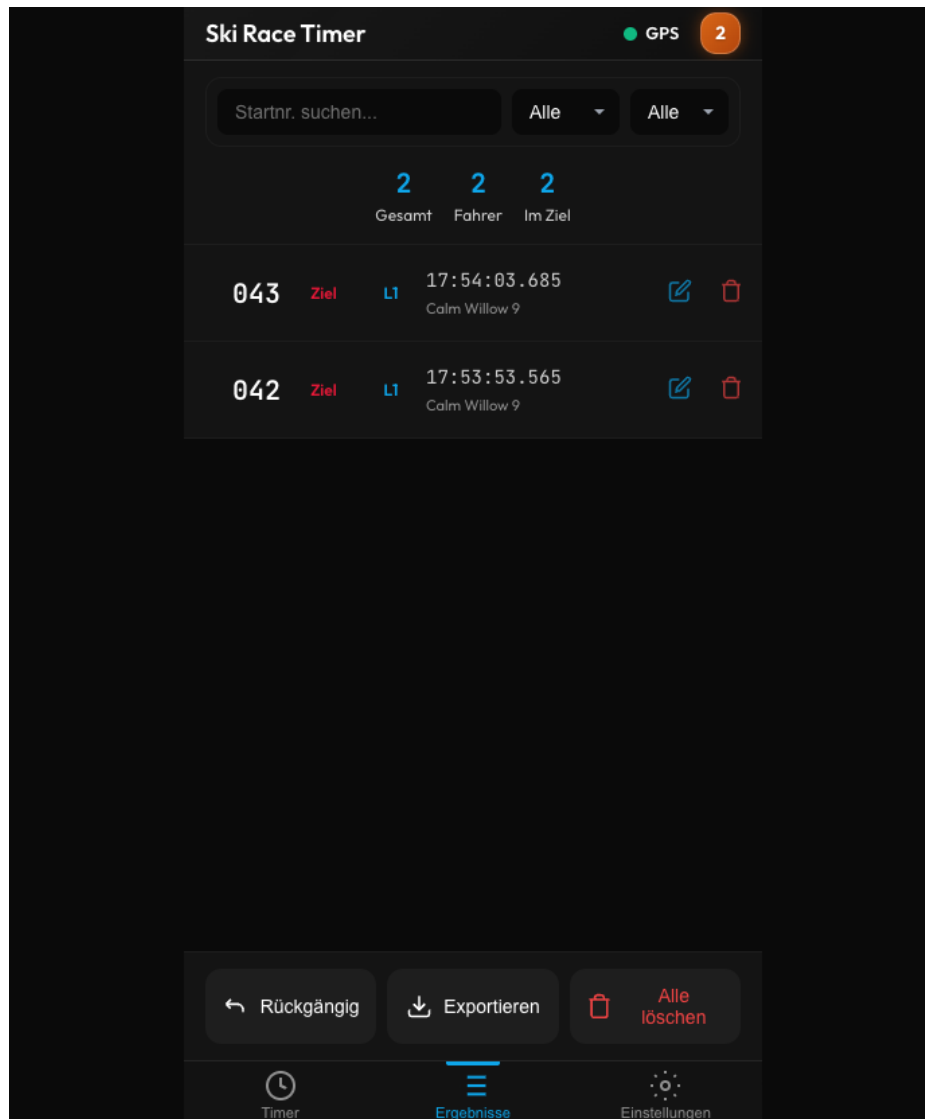 Ski Race Timer GPS 2
Startnr. suchen... Alle Alle
2 2 2
Gesamt Fahrer Im Ziel
043 Ziel L1 17:54:03.685
Calm Willow 9
042 Ziel L1 17:53:53.565
Calm Willow 9
Rückgängig Exportieren Alle
löschen
Timer Ergebnisse Einstellungen